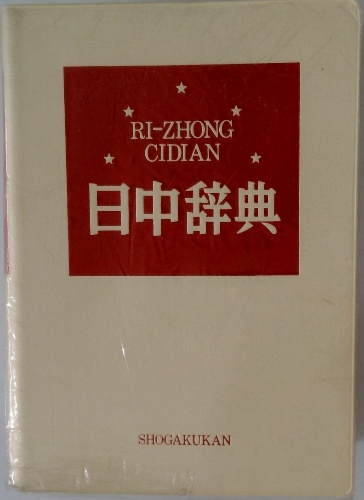 RI-ZHONG
CIDIAN
日中辞典
SHOGAKUKAN